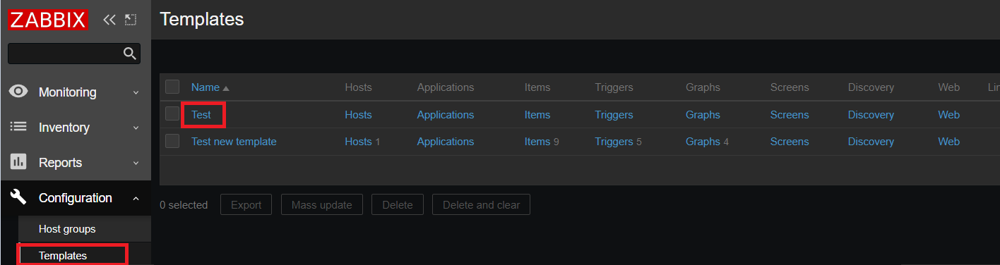 ZABBIX
Templates
Monitoring
Inventory
Reports
Configuration
Host groups
Templates
Name Hosts Applications Items Triggers Graphs Screens Discovery Web Lin
Test Hosts Applications Items Triggers Graphs Screens Discovery Web
Test new template Hosts 1 Applications Items 9 Triggers 5 Graphs 4 Screens Discovery Web
0 selected Export Mass update Delete Delete and clear